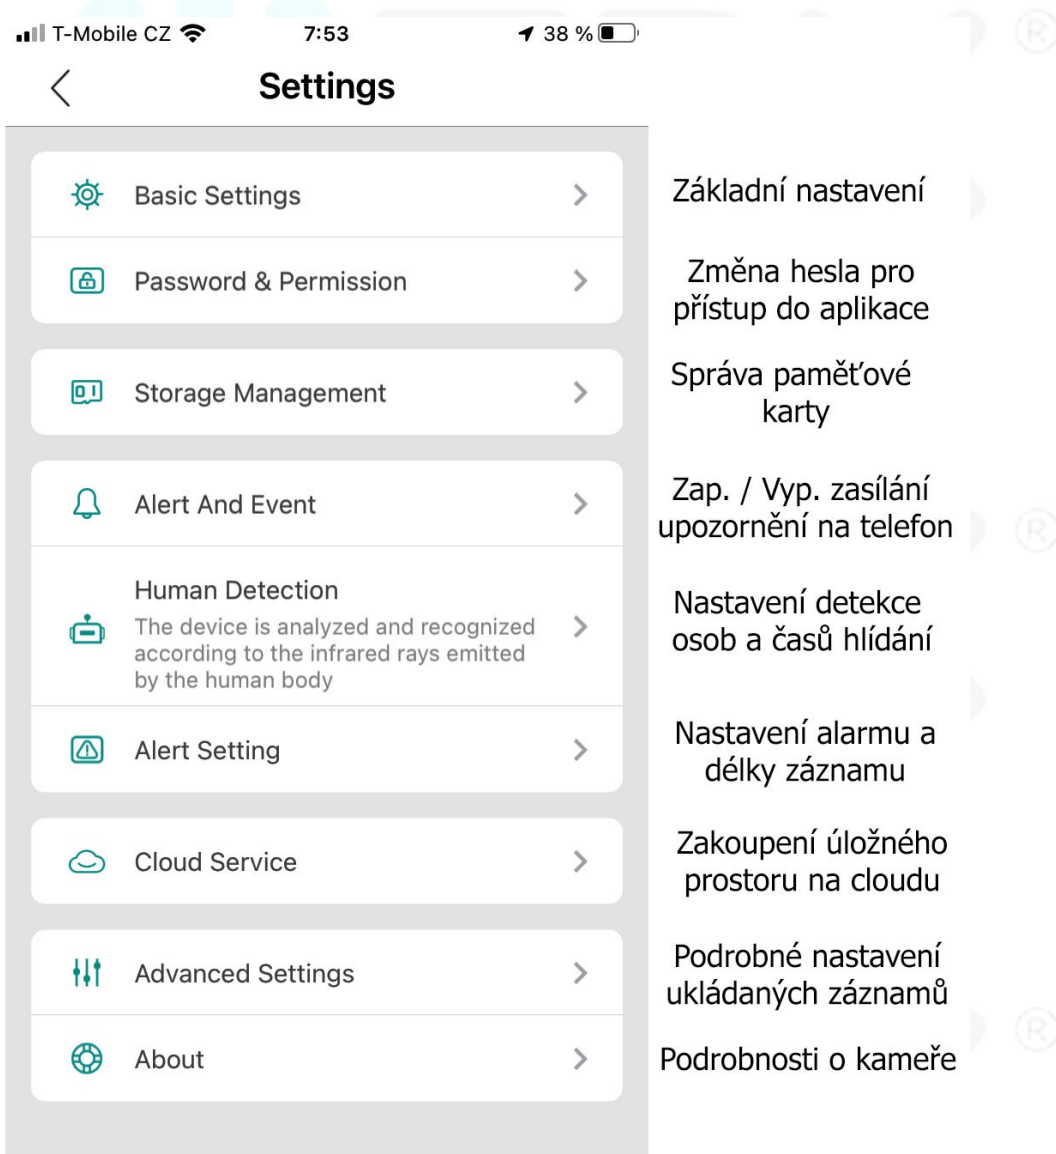 T-Mobile CZ 7:53 38 %
Settings
Basic Settings
Základní nastavení
Password & Permission
Změna hesla pro
přístup do aplikace
Storage Management
Správa paměťové
karty
Alert And Event
Zap. / Vyp. zasílání
upozornění na telefon
Human Detection
The device is analyzed and recognized
according to the infrared rays emitted
by the human body
Nastavení detekce
osob a časů hlídání
Alert Setting
Nastavení alarmu a
délky záznamu
Cloud Service
Zakoupení úložného
prostoru na cloudu
Advanced Settings
Podrobné nastavení
ukládaných záznamů
About
Podrobnosti o kameře
®
®
®